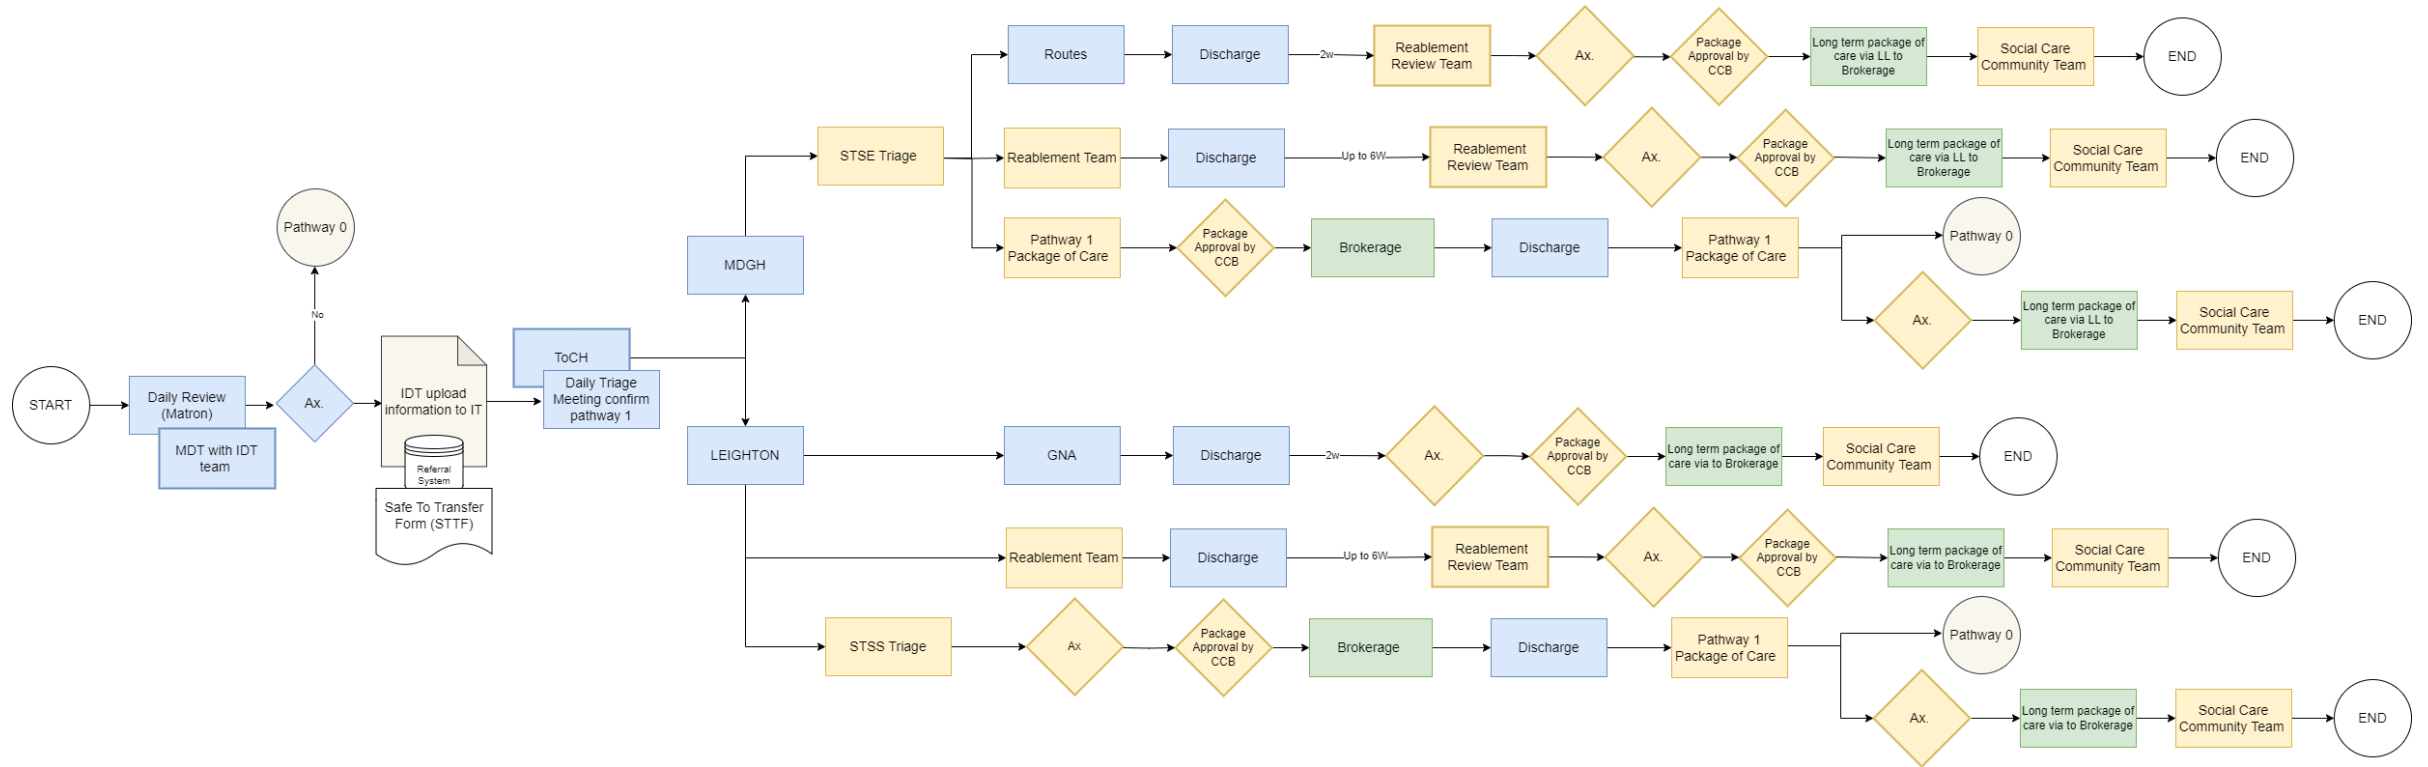 Routes
Discharge
2w
Reablement
Review Team
Ax.
Package
Approval by
CCB
Long term package of
care via LL to
Brokerage
Social Care
Community Team
END
STSE Triage
Reablement Team
Discharge
Up to 6W
Reablement
Review Team
Ax.
Package
Approval by
CCB
Long term package of
care via LL to
Brokerage
Social Care
Community Team
END
Pathway 0
MDGH
Pathway 1
Package of Care
Package
Approval by
CCB
Brokerage
Discharge
Pathway 1
Package of Care
Pathway 0
Ax.
Long term package of
care via LL to
Brokerage
Social Care
Community Team
END
No
START
Daily Review
(Matron)
MDT with IDT
team
Ax.
IDT upload
information to IT
Referral
System
Safe To Transfer
Form (STTF)
ToCH
Daily Triage
Meeting confirm
pathway 1
LEIGHTON
GNA
Discharge
2w
Ax.
Package
Approval by
CCB
Long term package of
care via to Brokerage
Social Care
Community Team
END
Reablement Team
Discharge
Up to 6W
Reablement
Review Team
Ax.
Package
Approval by
CCB
Long term package of
care via to Brokerage
Social Care
Community Team
END
STSS Triage
Ax
Package
Approval by
CCB
Brokerage
Discharge
Pathway 1
Package of Care
Pathway 0
Ax.
Long term package of
care via to Brokerage
Social Care
Community Team
END